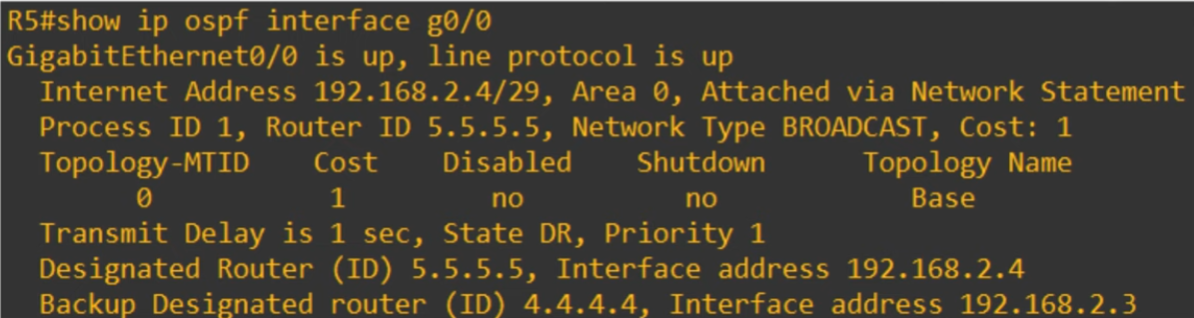 R5#show ip ospf interface g0/0
GigabitEthernet0/0 is up, line protocol is up
Internet Address 192.168.2.4/29, Area 0, Attached via Network Statement
Process ID 1, Router ID 5.5.5.5, Network Type BROADCAST, Cost: 1
Topology-MTID Cost Disabled Shutdown Topology Name
0 1 no no Base
Transmit Delay is 1 sec, State DR, Priority 1
Designated Router (ID) 5.5.5.5, Interface address 192.168.2.4
Backup Designated router (ID) 4.4.4.4, Interface address 192.168.2.3